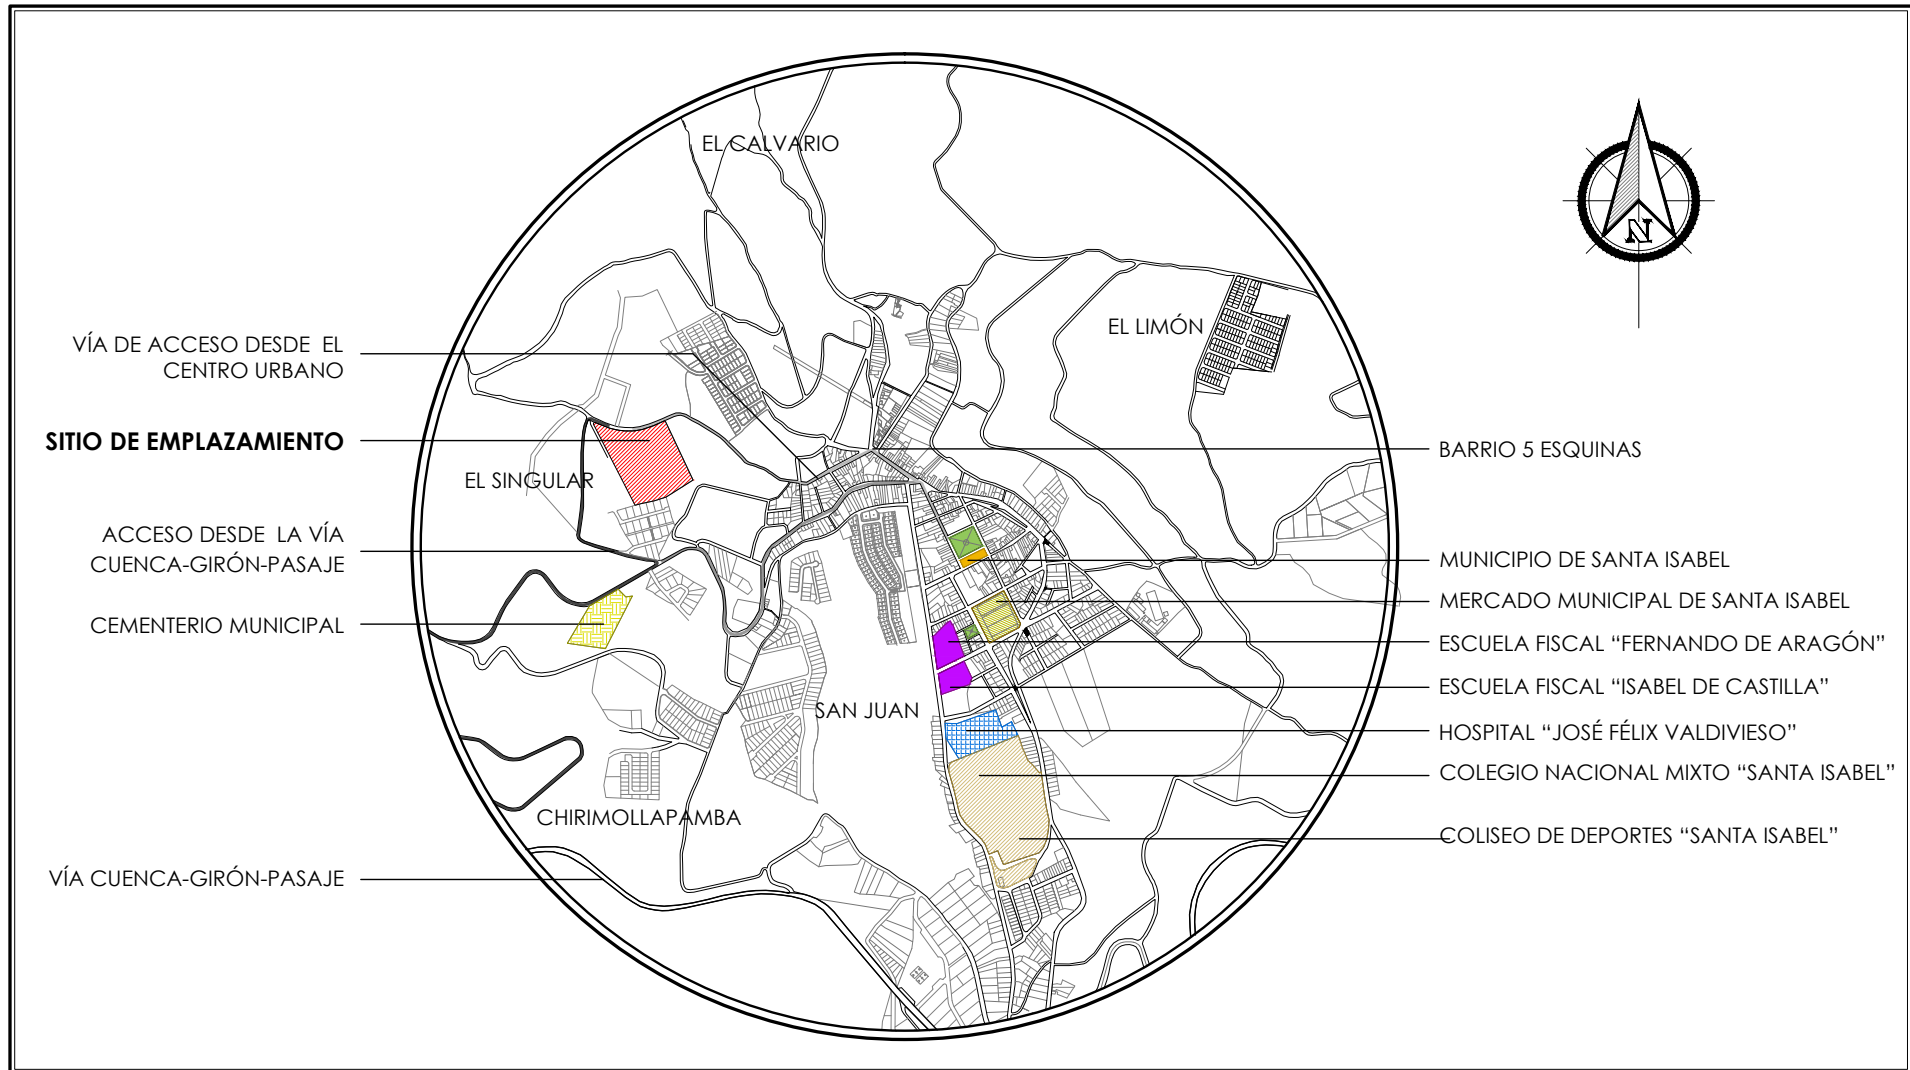 EL CALVARIO
N
EL LIMÓN
VÍA DE ACCESO DESDE EL
CENTRO URBANO
SITIO DE EMPLAZAMIENTO
EL SINGULAR
ACCESO DESDE LA VÍA
CUENCA-GIRÓN-PASAJE
CEMENTERIO MUNICIPAL
SAN JUAN
CHIRIMOLLAPAMBA
VÍA CUENCA-GIRÓN-PASAJE
BARRIO 5 ESQUINAS
MUNICIPIO DE SANTA ISABEL
MERCADO MUNICIPAL DE SANTA ISABEL
ESCUELA FISCAL “FERNANDO DE ARAGÓN”
ESCUELA FISCAL “ISABEL DE CASTILLA”
HOSPITAL “JOSÉ FÉLIX VALDIVIESO”
COLEGIO NACIONAL MIXTO “SANTA ISABEL”
COLISEO DE DEPORTES “SANTA ISABEL”